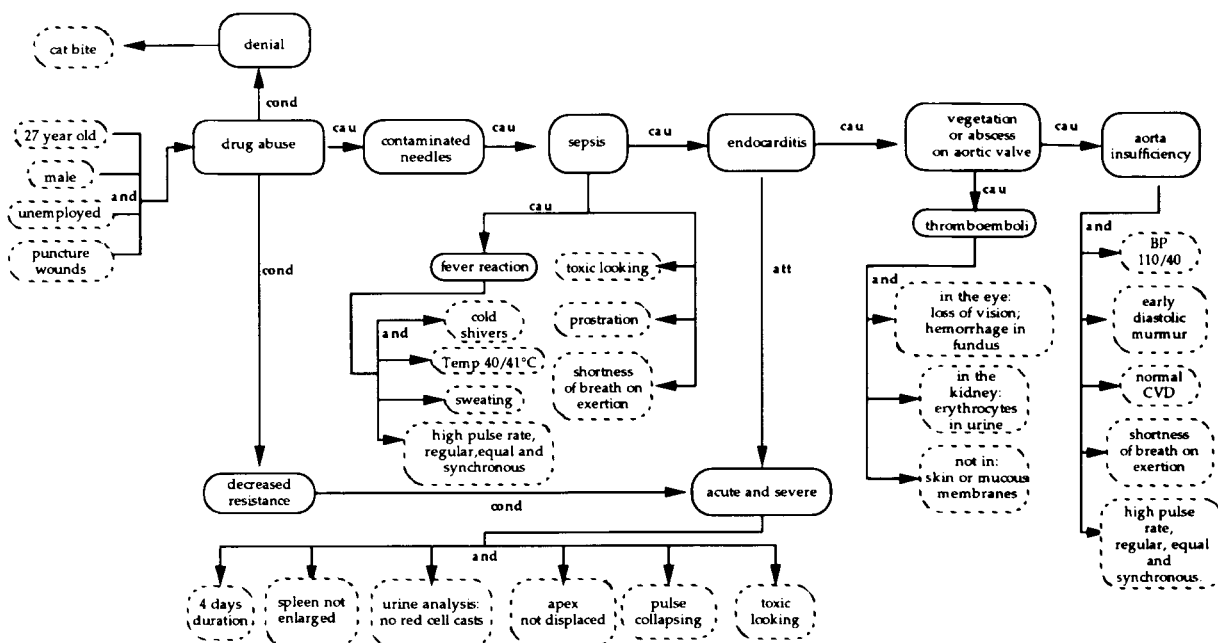 cat bite
denial
cond
27 year old
male
unemployed
puncture
wounds
and
drug abuse
cau
contaminated
needles
cau
sepsis
cau
endocarditis
cau
vegetation
or abscess
on aortic valve
cau
aorta
insufficiency
cond
cau
fever reaction
and
cold
shivers
Temp 40/41°C
sweating
high pulse rate,
regular,equal and
synchronous
toxic looking
prostration
shortness
of breath on
exertion
att
cau
thromboemboli
and
in the eye:
loss of vision;
hemorrhage in
fundus
in the
kidney:
erythrocytes
in urine
not in:
skin or mucous
membranes
and
BP
110/40
early
diastolic
murmur
normal
CVD
shortness
of breath on
exertion
high pulse
rate,
regular, equal
and
synchronous.
decreased
resistance
cond
acute and severe
and
4 days
duration
spleen not
enlarged
urine analysis:
no red cell casts
apex
not displaced
pulse
collapsing
toxic
looking